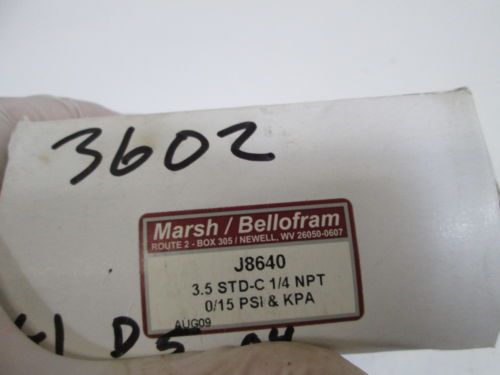 3602
Marsh / Bellofram
ROUTE 2 - BOX 305 / NEWELL, WV 26050-0607
J8640
3.5 STD-C 1/4 NPT
0/15 PSI & KPA
AUG09
D5